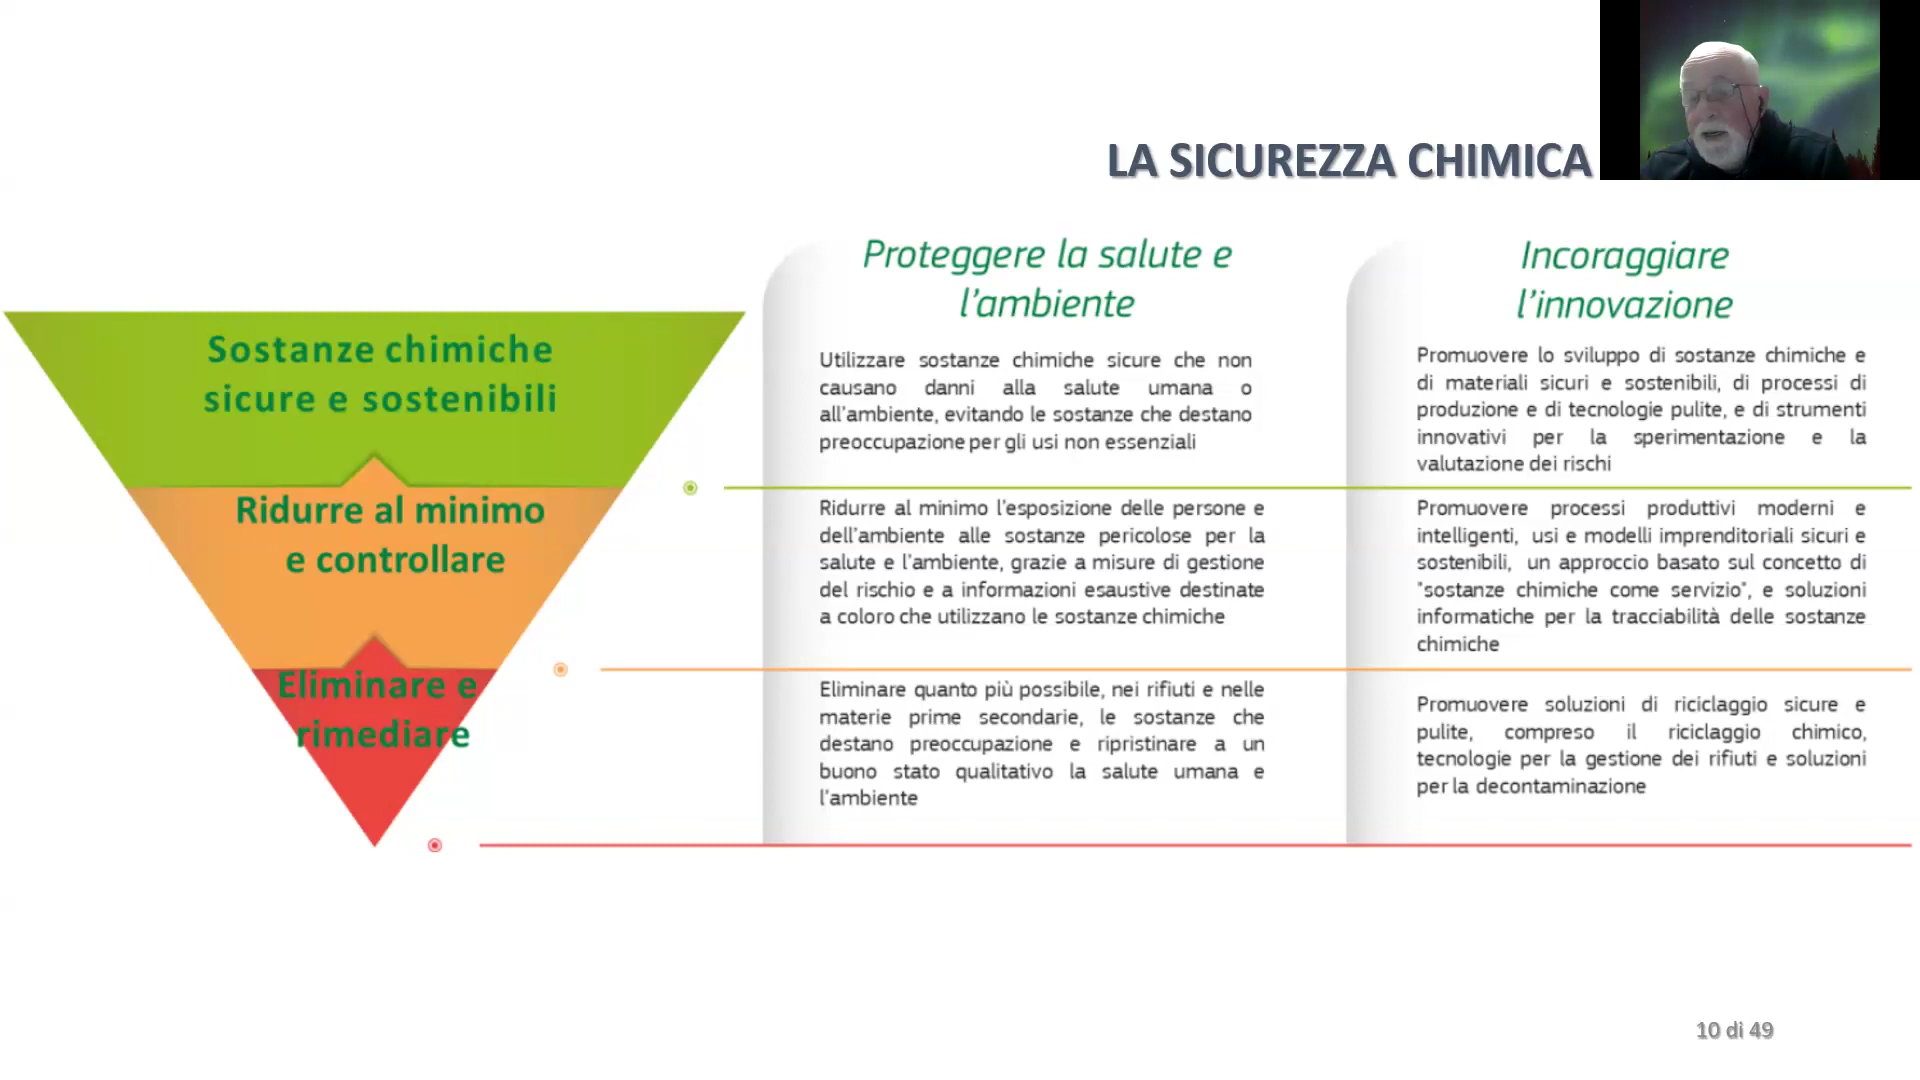 LA SICUREZZA CHIMICA
Proteggere la salute e
l'ambiente
Incoraggiare
l'innovazione
Sostanze chimiche
sicure e sostenibili
Utilizzare sostanze chimiche sicure che non
causano danni alla salute umana o
all'ambiente, evitando le sostanze che destano
preoccupazione per gli usi non essenziali
Promuovere lo sviluppo di sostanze chimiche e
di materiali sicuri e sostenibili, di processi di
produzione e di tecnologie pulite, e di strumenti
innovativi per la sperimentazione e la
valutazione dei rischi
Ridurre al minimo
e controllare
Ridurre al minimo l'esposizione delle persone e
dell'ambiente alle sostanze pericolose per la
salute e l'ambiente, grazie a misure di gestione
del rischio e a informazioni esaustive destinate
a coloro che utilizzano le sostanze chimiche
Promuovere processi produttivi moderni e
intelligenti, usi e modelli imprenditoriali sicuri e
sostenibili, un approccio basato sul concetto di
"sostanze chimiche come servizio", e soluzioni
informatiche per la tracciabilità delle sostanze
chimiche
Eliminare e
rimediare
Eliminare quanto più possibile, nei rifiuti e nelle
materie prime secondarie, le sostanze che
destano preoccupazione e ripristinare a un
buono stato qualitativo la salute umana e
l'ambiente
Promuovere soluzioni di riciclaggio sicure e
pulite, compreso il riciclaggio chimico,
tecnologie per la gestione dei rifiuti e soluzioni
per la decontaminazione
10 di 49